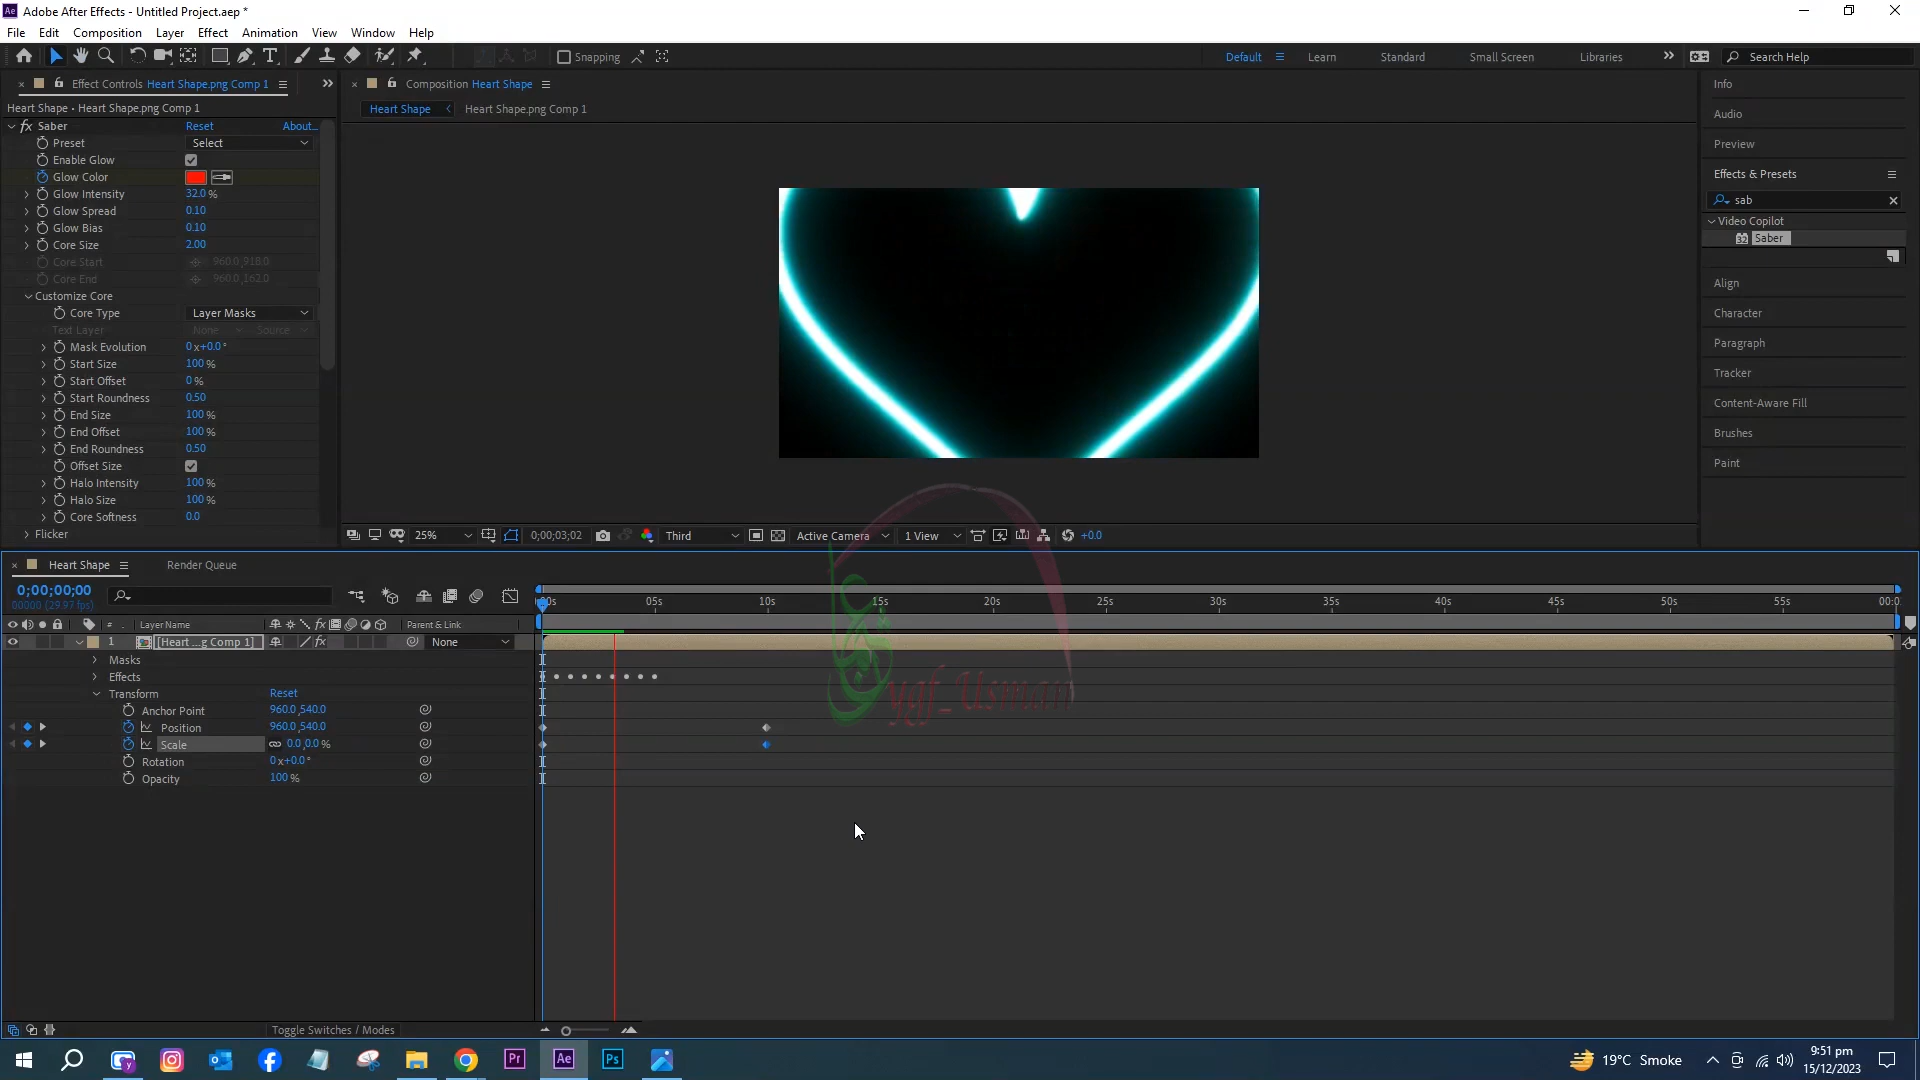 Adobe After Effects - Untitled Project.aep *
File Edit Composition Layer Effect Animation View Window Help
Snapping Default Learn Standard Small Screen Libraries Search Help
Effect Controls Heart Shape.png Comp 1
Heart Shape • Heart Shape.png Comp 1
fx Saber Reset About...
Preset Select
Enable Glow
Glow Color
Glow Intensity 32.0 %
Glow Spread 0.10
Glow Bias 0.10
Core Size 2.00
Core Start 960.0,918.0
Core End 960.0,162.0
Customize Core
Core Type Layer Masks
Text Layer None Source
Mask Evolution 0x+0.0°
Start Size 100 %
Start Offset 0 %
Start Roundness 0.50
End Size 100 %
End Offset 100 %
End Roundness 0.50
Offset Size
Halo Intensity 100 %
Halo Size 100 %
Core Softness 0.0
Flicker
Composition Heart Shape
Heart Shape Heart Shape.png Comp 1
25% 0;00;03;02 Third Active Camera 1 View +0.0
Info
Audio
Preview
Effects & Presets
sab
Video Copilot
32 Saber
Align
Character
Paragraph
Tracker
Content-Aware Fill
Brushes
Paint
Heart Shape Render Queue
0;00;00;00
00000 (29.97 fps)
00s 05s 10s 15s 20s 25s 30s 35s 40s 45s 50s 55s 00:0
# Layer Name fx Parent & Link
1 [Heart ...g Comp 1] fx None
Masks
Effects
Transform Reset
Anchor Point 960.0,540.0
Position 960.0,540.0
Scale 0.0,0.0 %
Rotation 0x+0.0°
Opacity 100 %
Toggle Switches / Modes
Pr Ae Ps
19°C Smoke
9:51 pm
15/12/2023